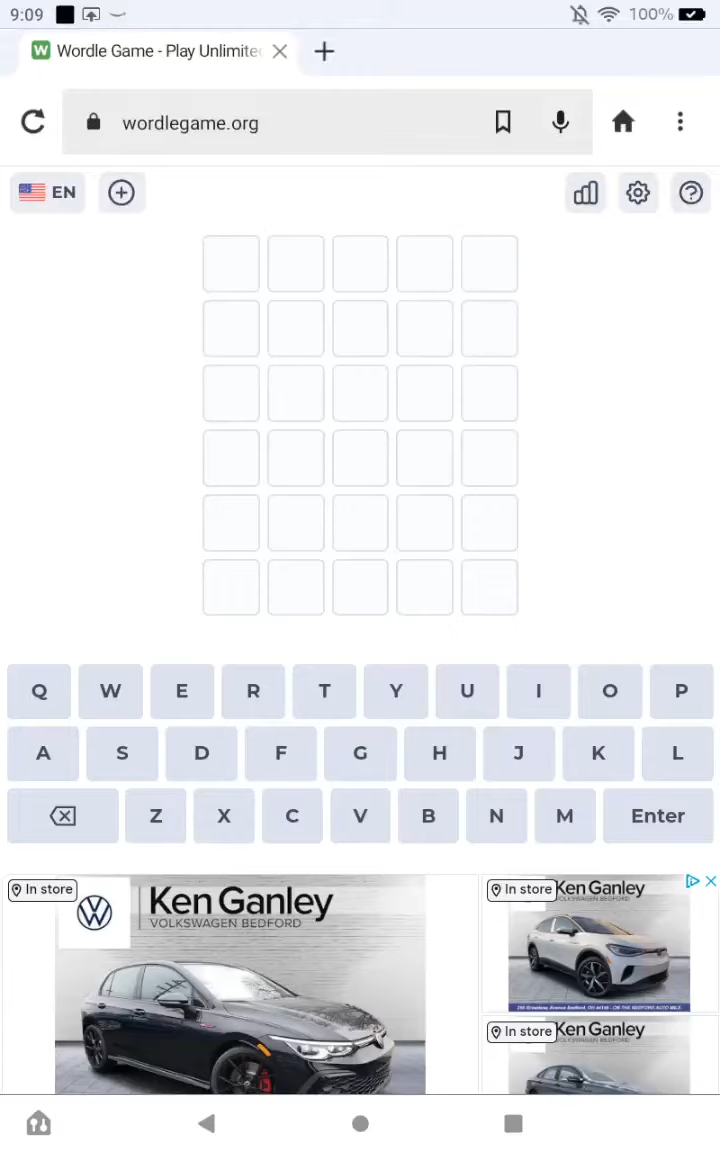 9:09 100%
Wordle Game - Play Unlimite
wordlegame.org
EN
Q W E R T Y U I O P
A S D F G H J K L
Z X C V B N M Enter
In store
Ken Ganley
VOLKSWAGEN BEDFORD
In store
Ken Ganley
VOLKSWAGEN BEDFORD
In store
Ken Ganley
VOLKSWAGEN BEDFORD